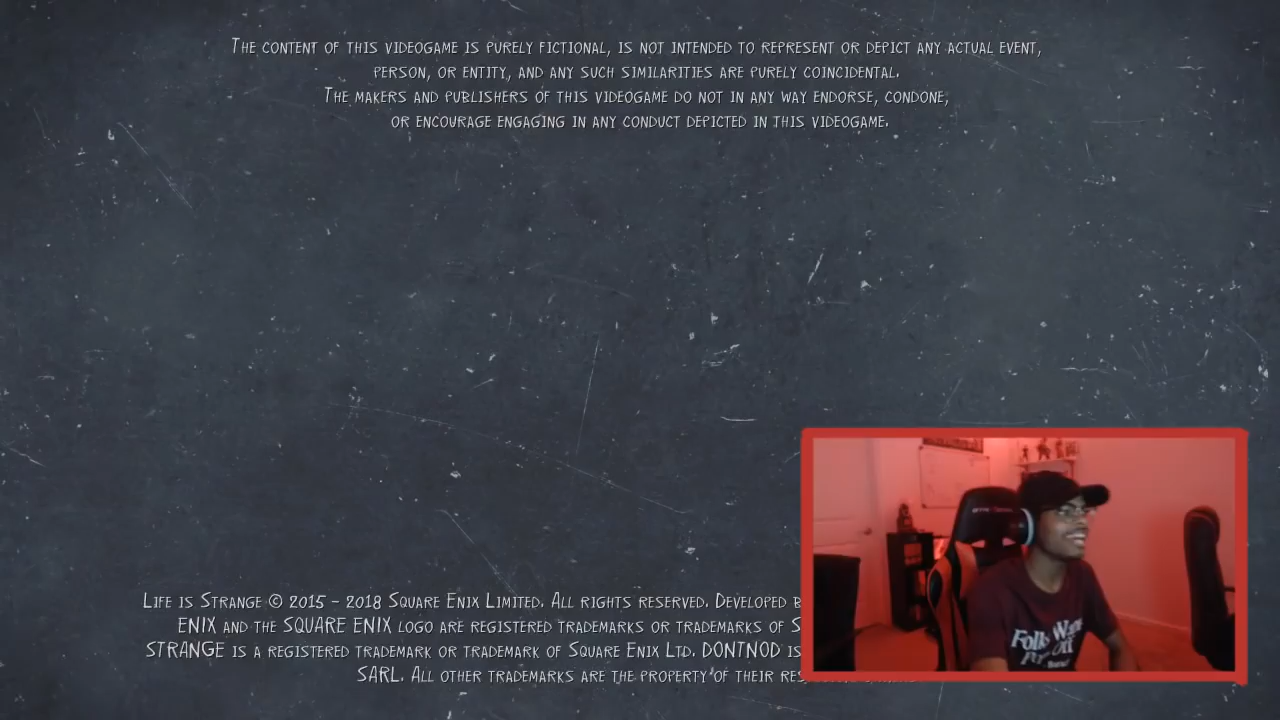 The content of this videogame is purely fictional, is not intended to represent or depict any actual event,
person, or entity, and any such similarities are purely coincidental.
The makers and publishers of this videogame do not in any way endorse, condone,
or encourage engaging in any conduct depicted in this videogame.
Life is Strange © 2015 - 2018 Square Enix Limited. All rights reserved. Developed
ENIX and the SQUARE ENIX logo are registered trademarks or trademarks of
STRANGE is a registered trademark or trademark of Square Enix Ltd. DONTNOD is
SARL. All other trademarks are the property of their